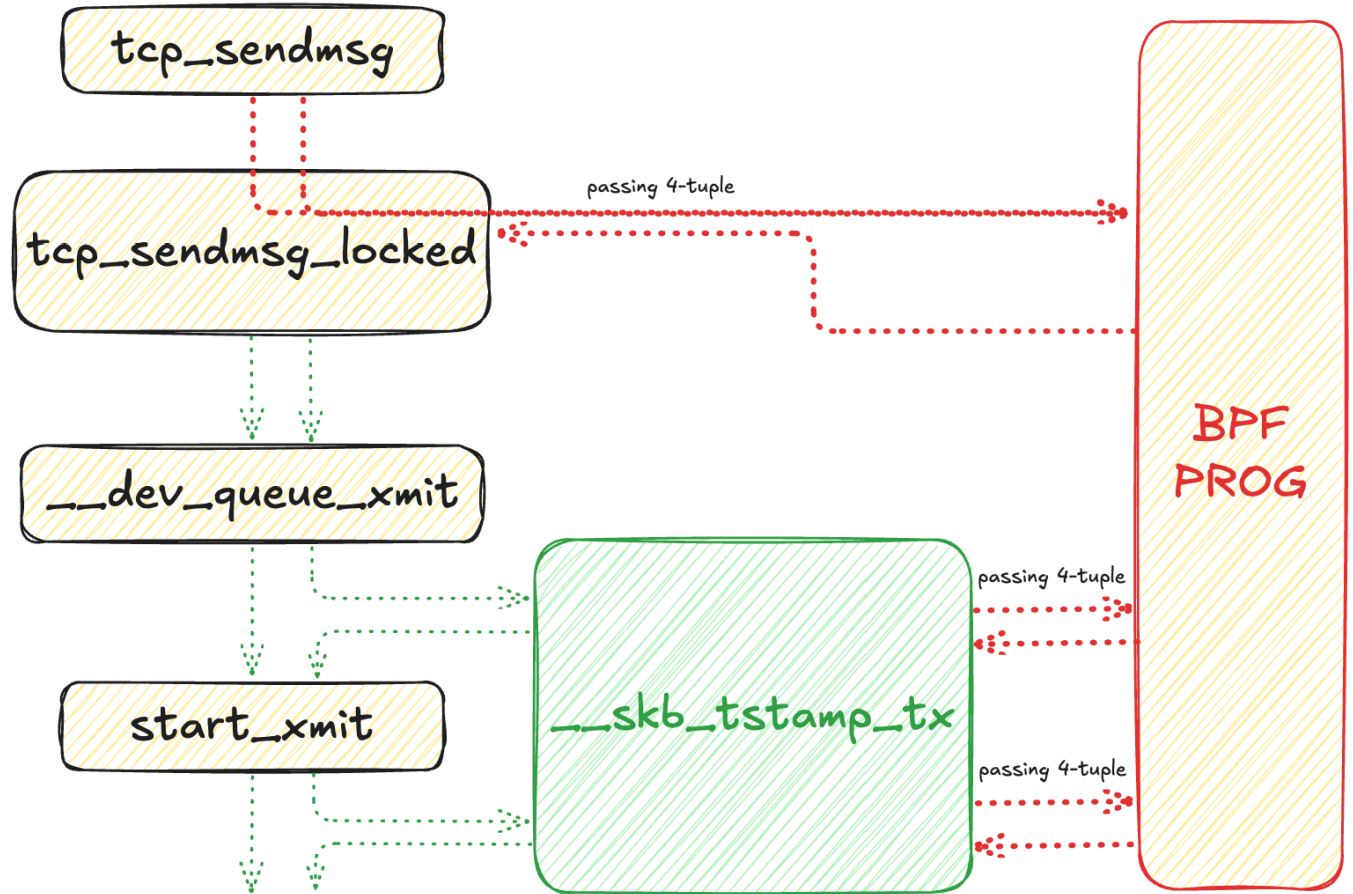 tcp_sendmsg
passing 4-tuple
tcp_sendmsg_locked
BPF
PROG
__dev_queue_xmit
passing 4-tuple
start_xmit
__skb_tstamp_tx
passing 4-tuple